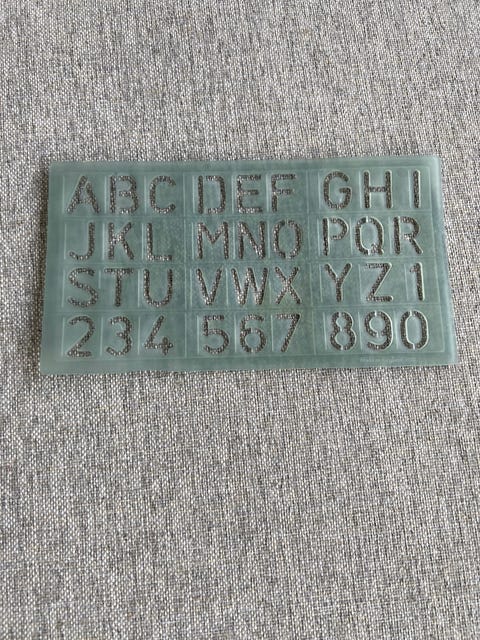 ABC DEF GHI
JKL MNO PQR
STU VWX YZ1
234 567 890